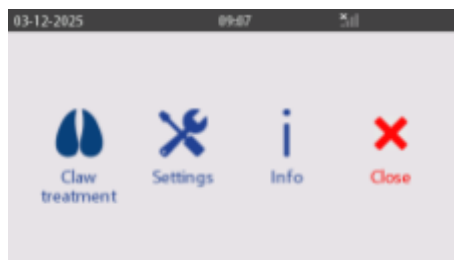 03-12-2025 09:07
Claw
treatment
Settings
Info
Close